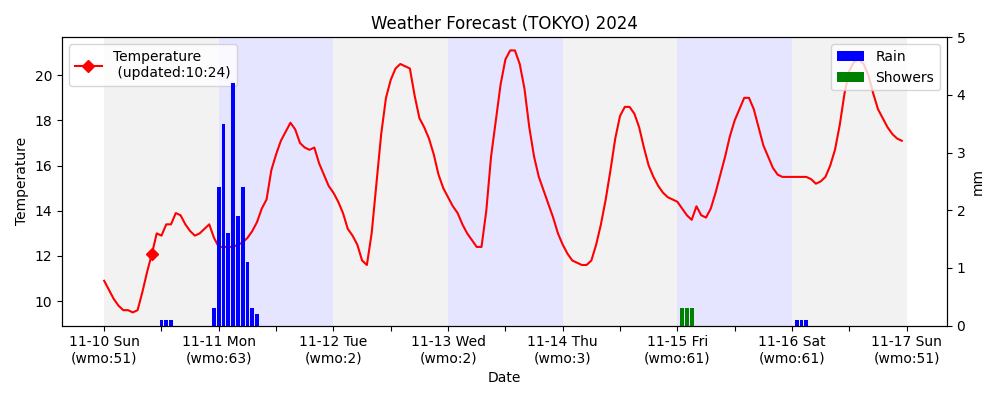 Weather Forecast (TOKYO) 2024
Temperature
(updated:10:24)
Rain
Showers
Temperature
20
18
16
14
12
10
5
4
3
2
1
0
mm
11-10 Sun
(wmo:51)
11-11 Mon
(wmo:63)
11-12 Tue
(wmo:2)
11-13 Wed
(wmo:2)
11-14 Thu
(wmo:3)
11-15 Fri
(wmo:61)
11-16 Sat
(wmo:61)
11-17 Sun
(wmo:51)
Date